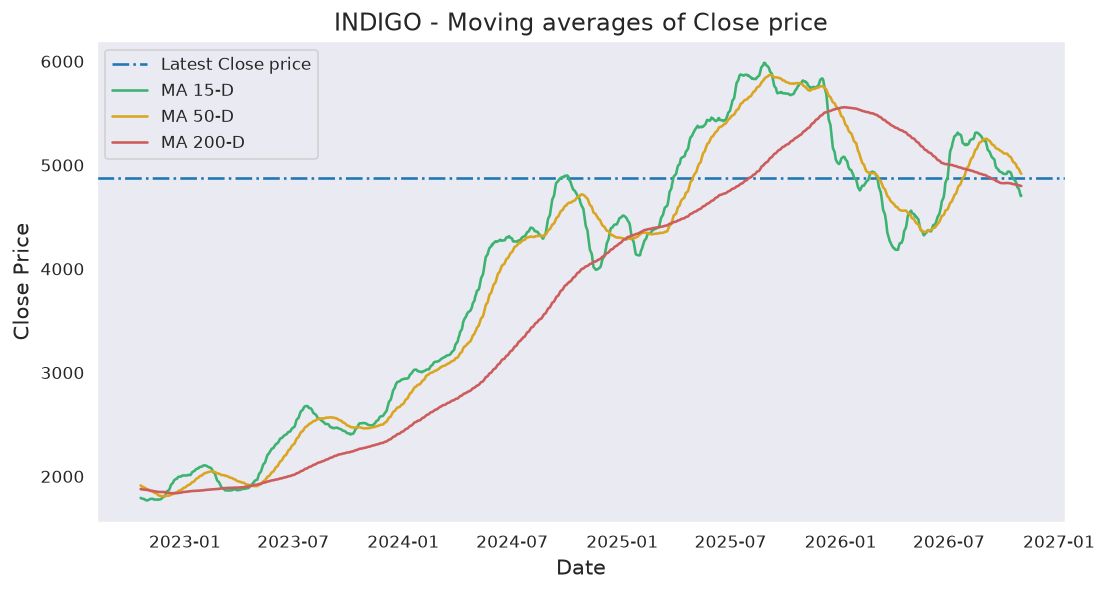 INDIGO - Moving averages of Close price
Latest Close price
MA 15-D
MA 50-D
MA 200-D
6000
5000
4000
3000
2000
Close Price
2023-01 2023-07 2024-01 2024-07 2025-01 2025-07 2026-01 2026-07 2027-01
Date